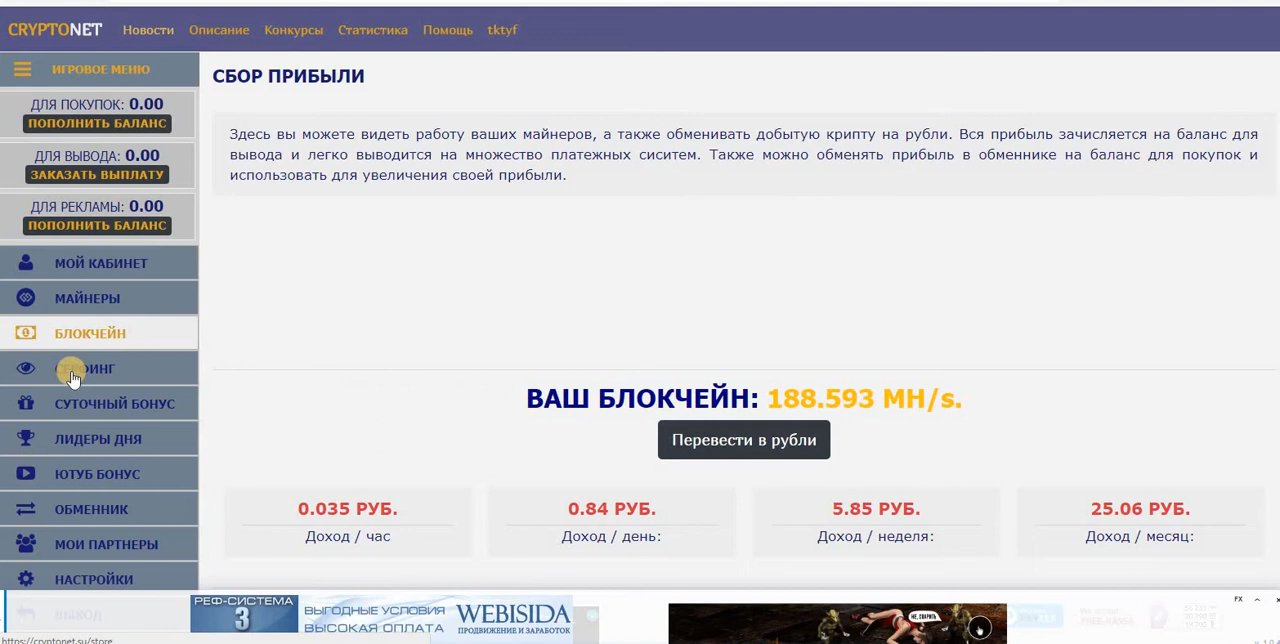 CRYPTONET Новости Описание Конкурсы Статистика Помощь tktyf
ИГРОВОЕ МЕНЮ
ДЛЯ ПОКУПОК: 0.00
ПОПОЛНИТЬ БАЛАНС
ДЛЯ ВЫВОДА: 0.00
ЗАКАЗАТЬ ВЫПЛАТУ
ДЛЯ РЕКЛАМЫ: 0.00
ПОПОЛНИТЬ БАЛАНС
МОЙ КАБИНЕТ
МАЙНЕРЫ
БЛОКЧЕЙН
СЕРФИНГ
СУТОЧНЫЙ БОНУС
ЛИДЕРЫ ДНЯ
ЮТУБ БОНУС
ОБМЕННИК
МОИ ПАРТНЕРЫ
НАСТРОЙКИ
ВЫХОД
СБОР ПРИБЫЛИ
Здесь вы можете видеть работу ваших майнеров, а также обменивать добытую крипту на рубли. Вся прибыль зачисляется на баланс для
вывода и легко выводится на множество платежных сиситем. Также можно обменять прибыль в обменнике на баланс для покупок и
использовать для увеличения своей прибыли.
ВАШ БЛОКЧЕЙН: 188.593 MH/s.
Перевести в рубли
0.035 РУБ.
Доход / час
0.84 РУБ.
Доход / день:
5.85 РУБ.
Доход / неделя:
25.06 РУБ.
Доход / месяц:
РЕФ-СИСТЕМА
3
ВЫГОДНЫЕ УСЛОВИЯ
ВЫСОКАЯ ОПЛАТА
WEBISIDA
ПРОДВИЖЕНИЕ И ЗАРАБОТОК
FX
https://cryptonet.su/store